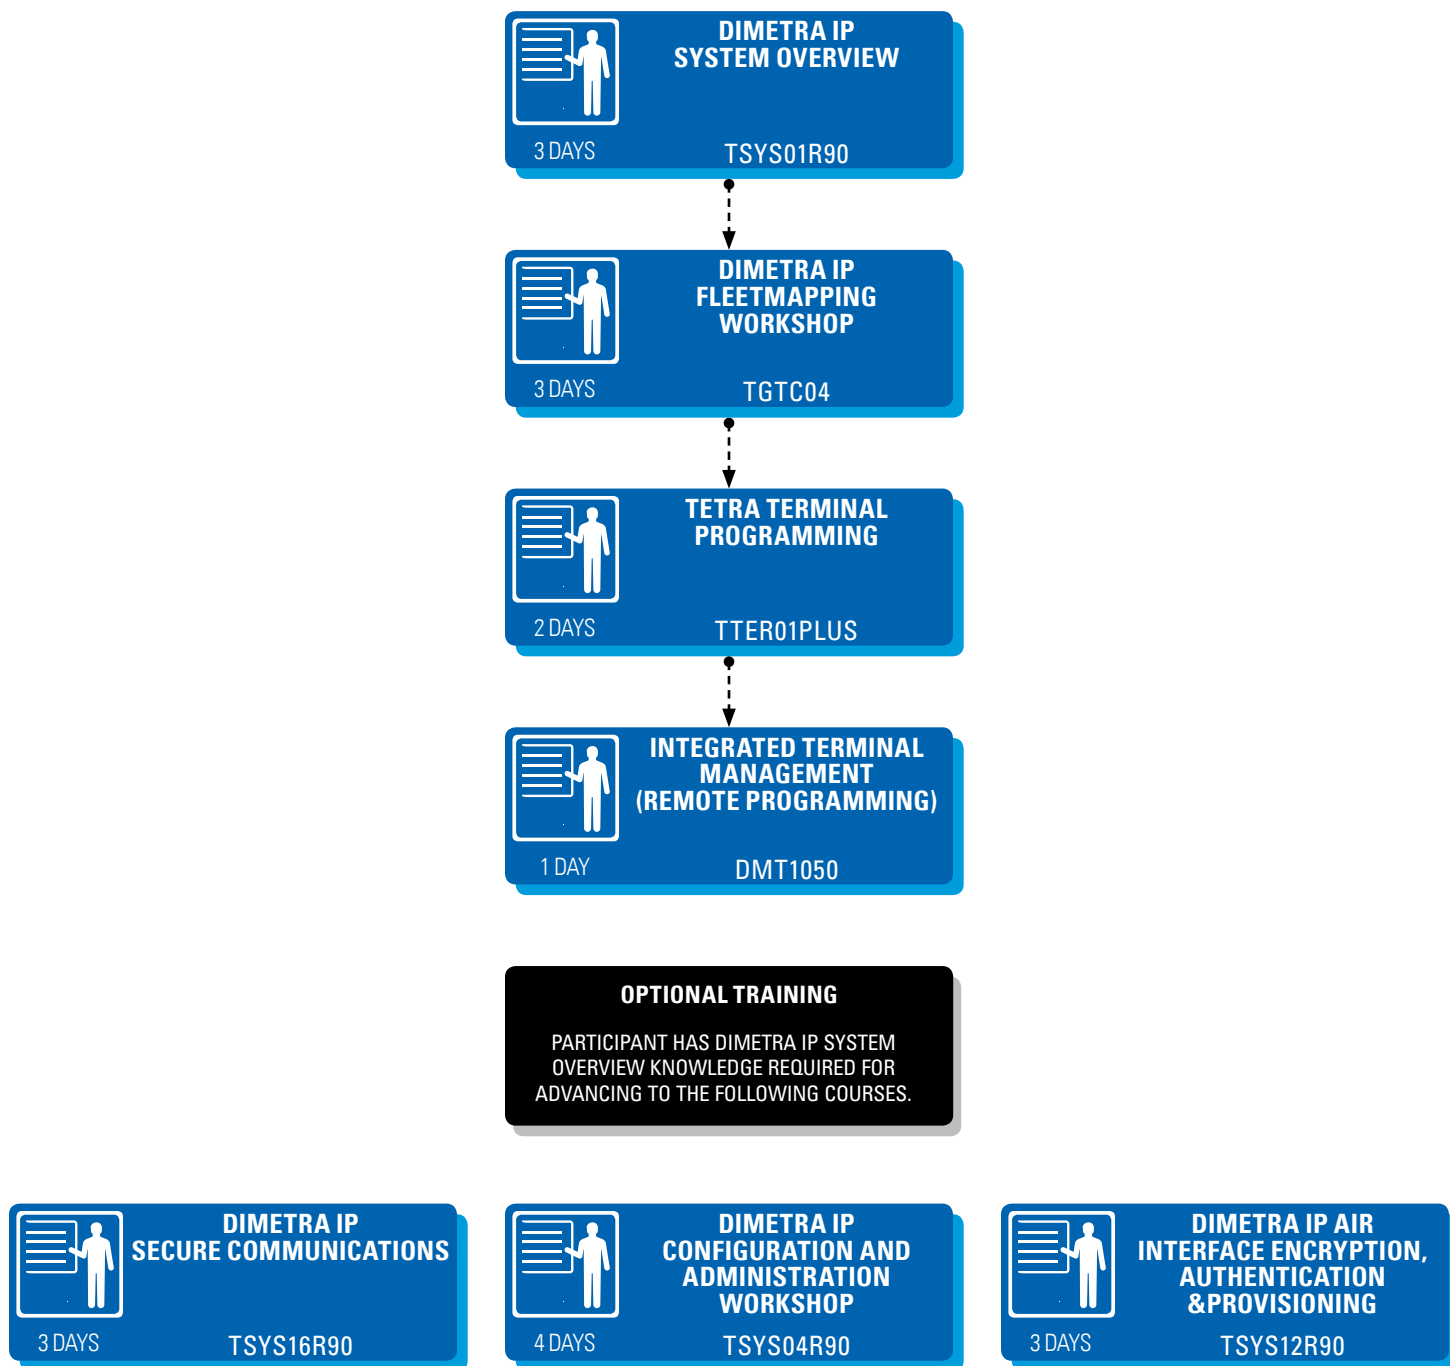 DIMETRA IP
SYSTEM OVERVIEW
3 DAYS
TSYS01R90
DIMETRA IP
FLEETMAPPING
WORKSHOP
3 DAYS
TGTC04
TETRA TERMINAL
PROGRAMMING
2 DAYS
TTER01PLUS
INTEGRATED TERMINAL
MANAGEMENT
(REMOTE PROGRAMMING)
1 DAY
DMT1050
OPTIONAL TRAINING
PARTICIPANT HAS DIMETRA IP SYSTEM
OVERVIEW KNOWLEDGE REQUIRED FOR
ADVANCING TO THE FOLLOWING COURSES.
DIMETRA IP
SECURE COMMUNICATIONS
3 DAYS
TSYS16R90
DIMETRA IP
CONFIGURATION AND
ADMINISTRATION
WORKSHOP
4 DAYS
TSYS04R90
DIMETRA IP AIR
INTERFACE ENCRYPTION,
AUTHENTICATION
&PROVISIONING
3 DAYS
TSYS12R90